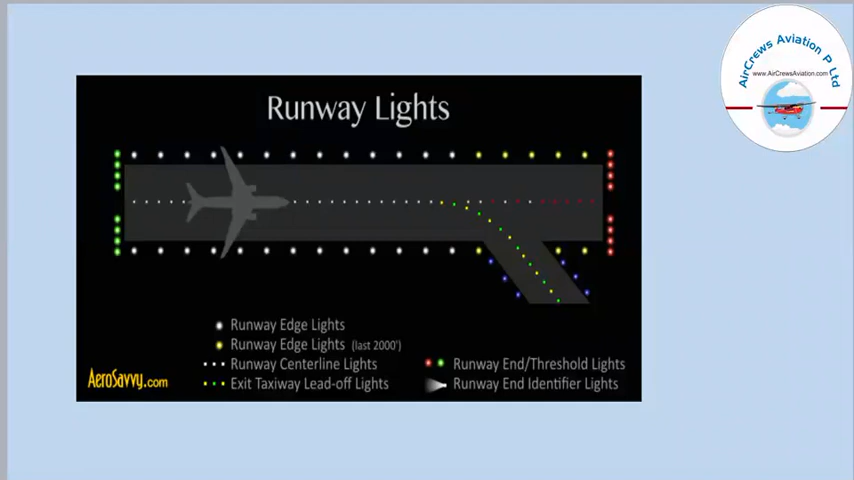 AirCrews Aviation P Ltd
www.AirCrewsAviation.com
Runway Lights
Runway Edge Lights
Runway Edge Lights (last 2000')
Runway Centerline Lights
Exit Taxiway Lead-off Lights
Runway End/Threshold Lights
Runway End Identifier Lights
AeroSavvy.com